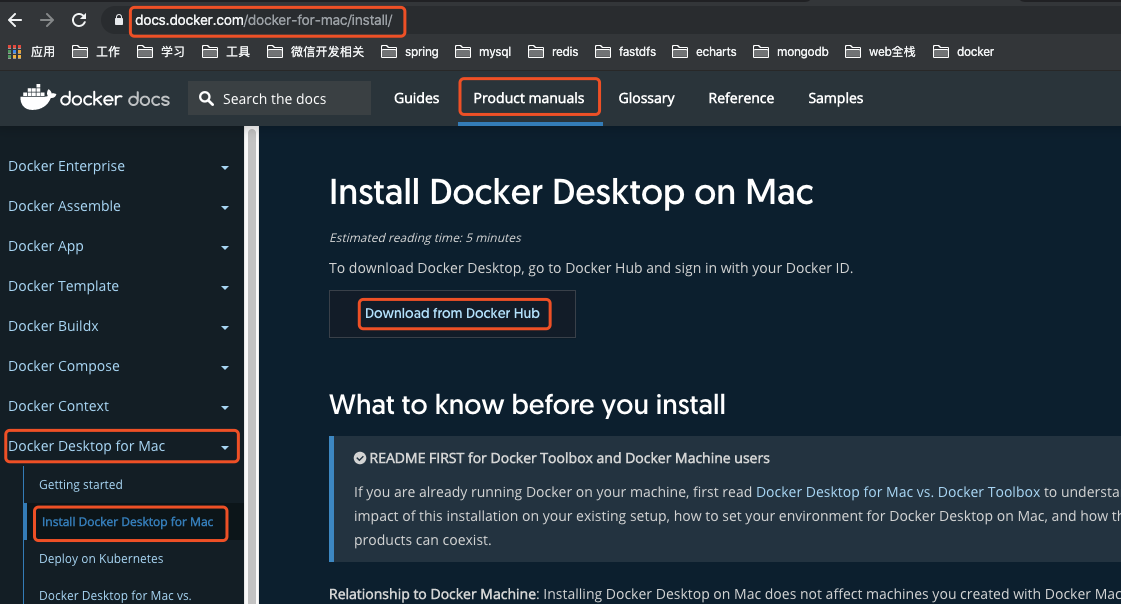 docs.docker.com/docker-for-mac/install/
应用 工作 学习 工具 微信开发相关 spring mysql redis fastdfs echarts mongodb web全栈 docker
docker docs Search the docs Guides Product manuals Glossary Reference Samples
Docker Enterprise
Docker Assemble
Docker App
Docker Template
Docker Buildx
Docker Compose
Docker Context
Docker Desktop for Mac
Getting started
Install Docker Desktop for Mac
Deploy on Kubernetes
Docker Desktop for Mac vs.
Install Docker Desktop on Mac
Estimated reading time: 5 minutes
To download Docker Desktop, go to Docker Hub and sign in with your Docker ID.
Download from Docker Hub
What to know before you install
README FIRST for Docker Toolbox and Docker Machine users
If you are already running Docker on your machine, first read Docker Desktop for Mac vs. Docker Toolbox to understa
impact of this installation on your existing setup, how to set your environment for Docker Desktop on Mac, and how th
products can coexist.
Relationship to Docker Machine: Installing Docker Desktop on Mac does not affect machines you created with Docker Mac